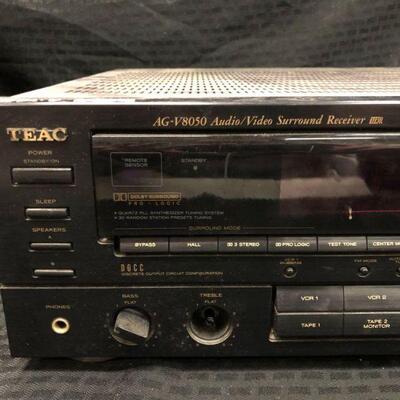 AG-V8050 Audio/Video Surround Receiver
TEAC
POWER
STANDBY/ON
REMOTE
SENSOR
STANDBY
DOLBY SURROUND
PRO • LOGIC
• QUARTZ PLL SYNTHESIZER TUNING SYSTEM
• 30 RANDOM STATION PRESETS TUNING
SLEEP
SURROUND MODE
SPEAKERS
A
BYPASS
HALL
3 STEREO
PRO LOGIC
TEST TONE
CENTER M
DOCC
DISCRETE OUTPUT CIRCUIT CONFIGURATION
FM MODE
PHONES
BASS
FLAT
TREBLE
FLAT
VCR 1
VCR 2
TAPE 1
TAPE 2
MONITOR